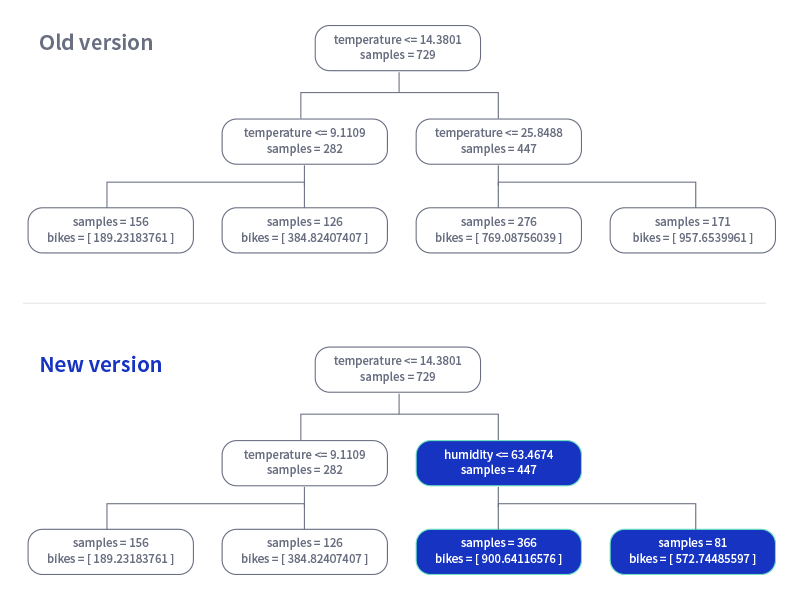 Old version
temperature <= 14.3801
samples = 729
temperature <= 9.1109
samples = 282
temperature <= 25.8488
samples = 447
samples = 156
bikes = [ 189.23183761 ]
samples = 126
bikes = [ 384.82407407 ]
samples = 276
bikes = [ 769.08756039 ]
samples = 171
bikes = [ 957.6539961 ]
New version
temperature <= 14.3801
samples = 729
temperature <= 9.1109
samples = 282
humidity <= 63.4674
samples = 447
samples = 156
bikes = [ 189.23183761 ]
samples = 126
bikes = [ 384.82407407 ]
samples = 366
bikes = [ 900.64116576 ]
samples = 81
bikes = [ 572.74485597 ]